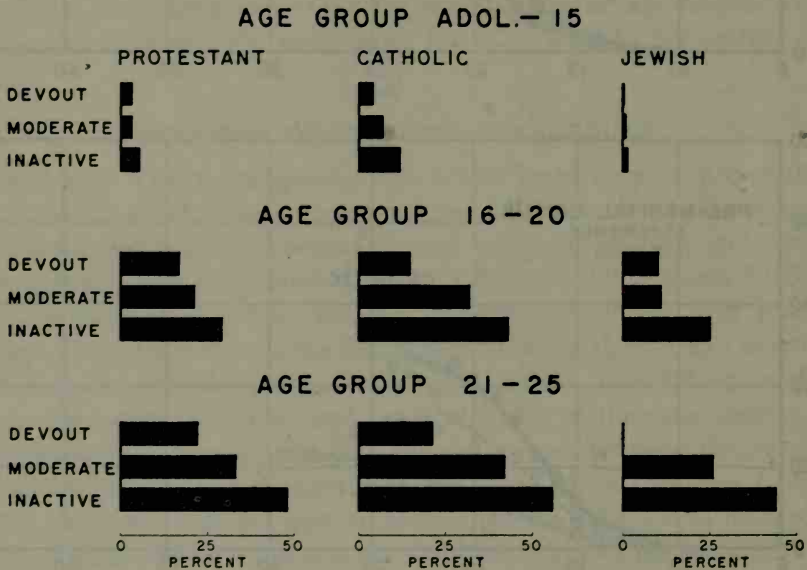 AGE GROUP ADOL.— 15
PROTESTANT CATHOLIC JEWISH
DEVOUT
MODERATE
INACTIVE
AGE GROUP 16—20
DEVOUT
MODERATE
INACTIVE
AGE GROUP 21—25
DEVOUT
MODERATE
INACTIVE
0 25 50 0 25 50 0 25 50
PERCENT PERCENT PERCENT